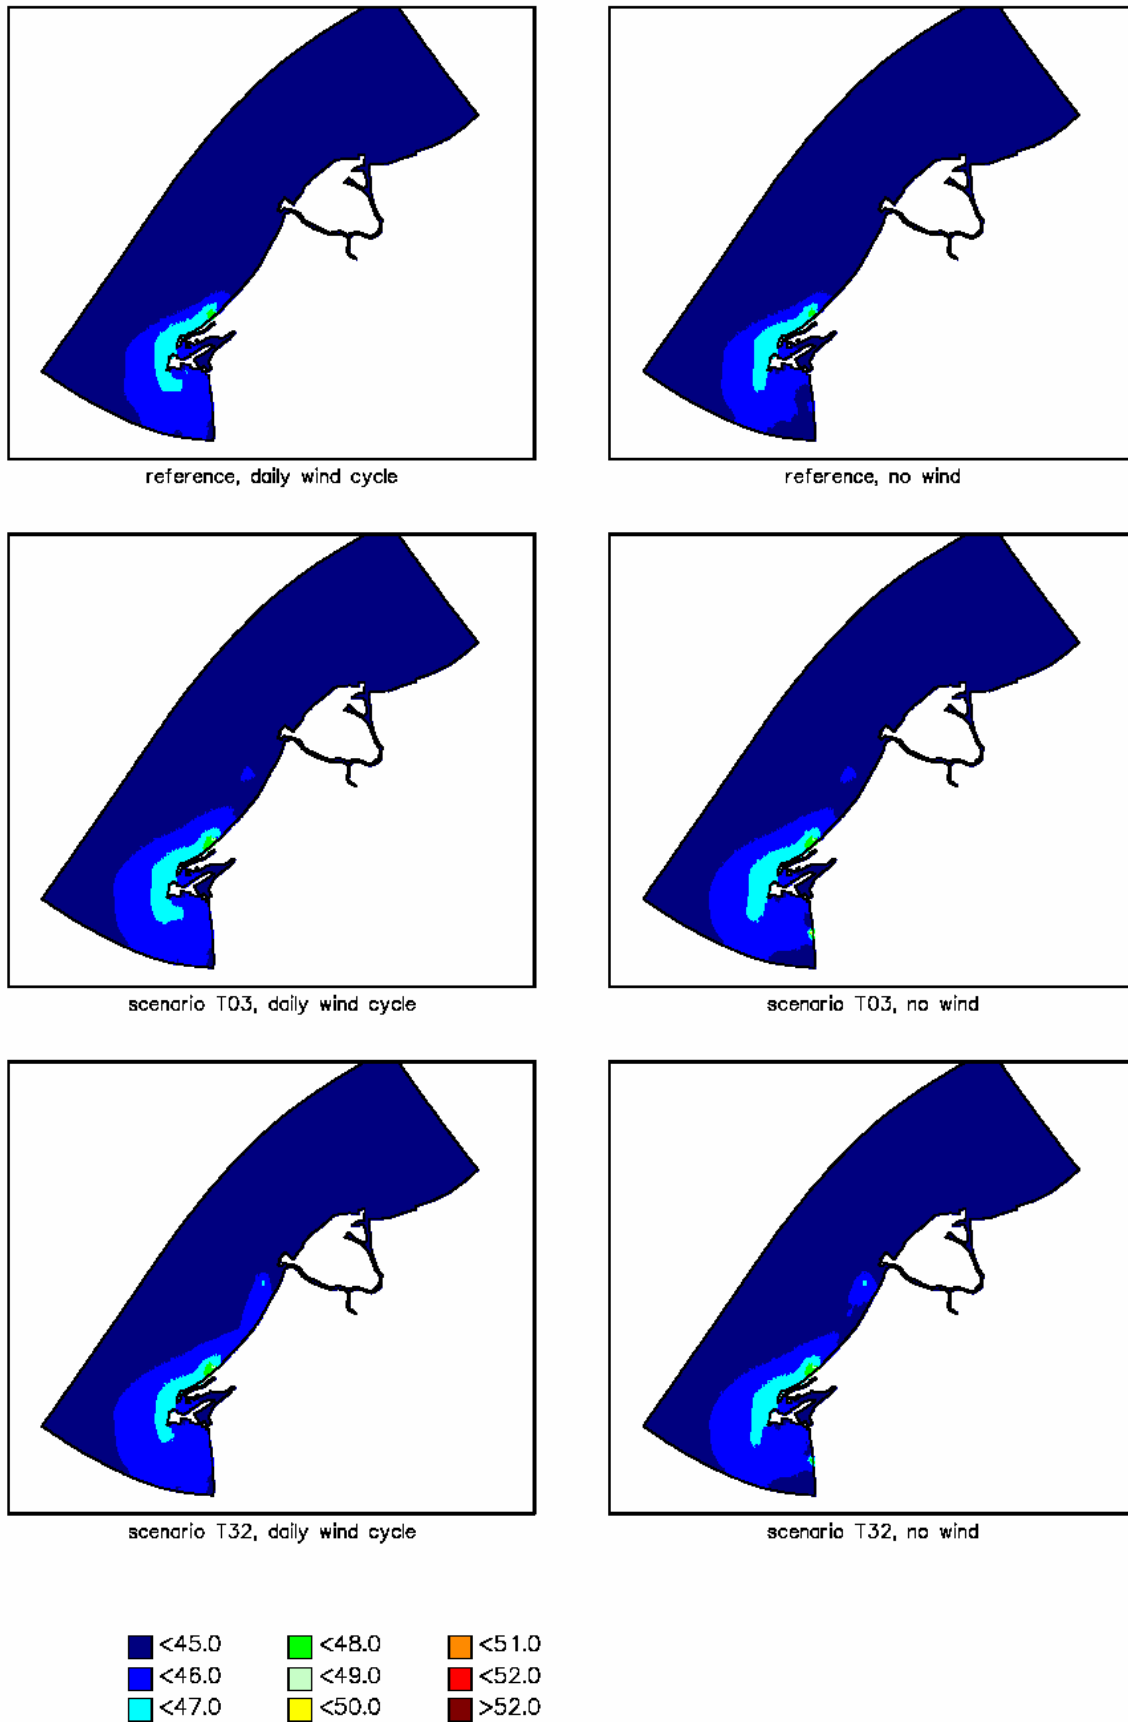 reference, daily wind cycle
reference, no wind
scenario T03, daily wind cycle
scenario T03, no wind
scenario T32, daily wind cycle
scenario T32, no wind
<45.0 <48.0 <51.0
<46.0 <49.0 <52.0
<47.0 <50.0 >52.0